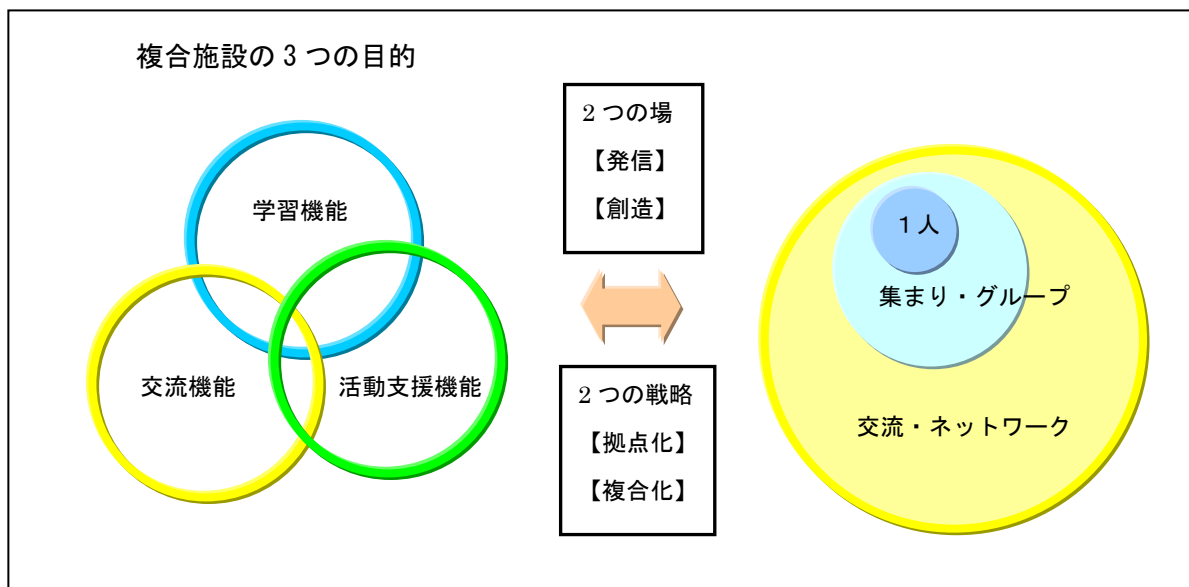 複合施設の3つの目的
学習機能
交流機能
活動支援機能
2つの場
【発信】
【創造】
2つの戦略
【拠点化】
【複合化】
1人
集まり・グループ
交流・ネットワーク